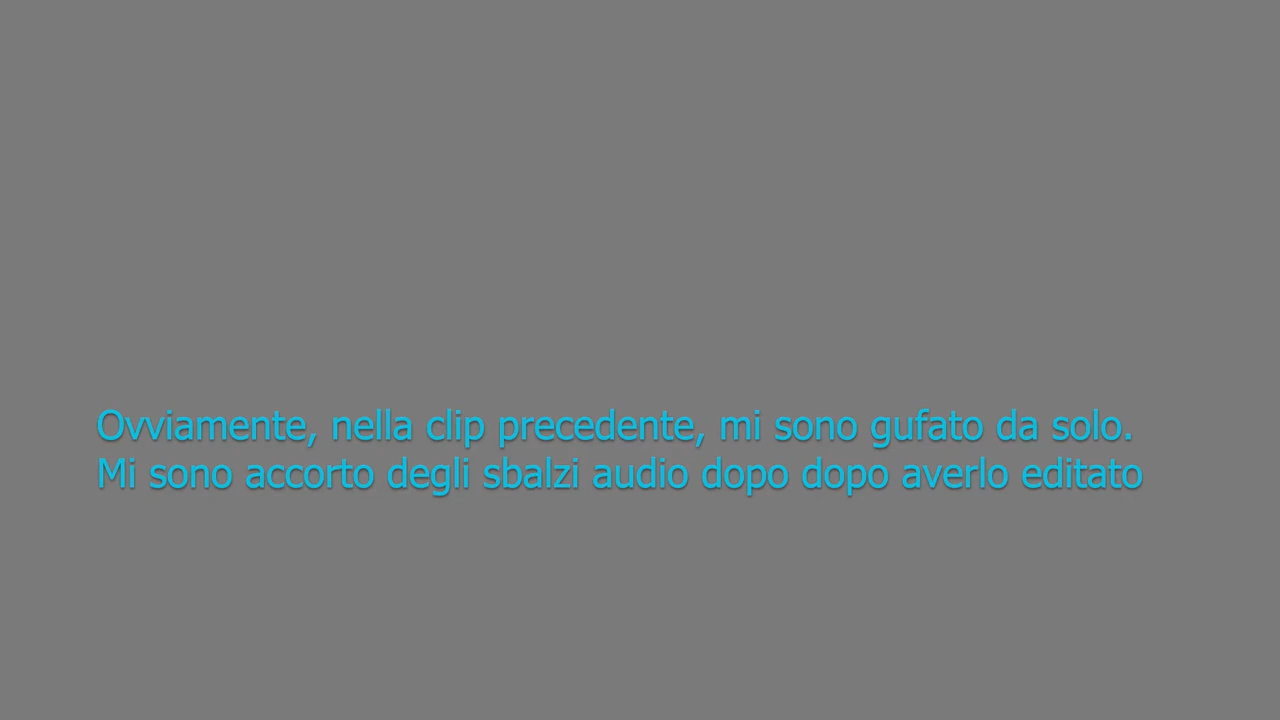 Ovviamente, nella clip precedente, mi sono gufato da solo.
Mi sono accorto degli sbalzi audio dopo dopo averlo editato